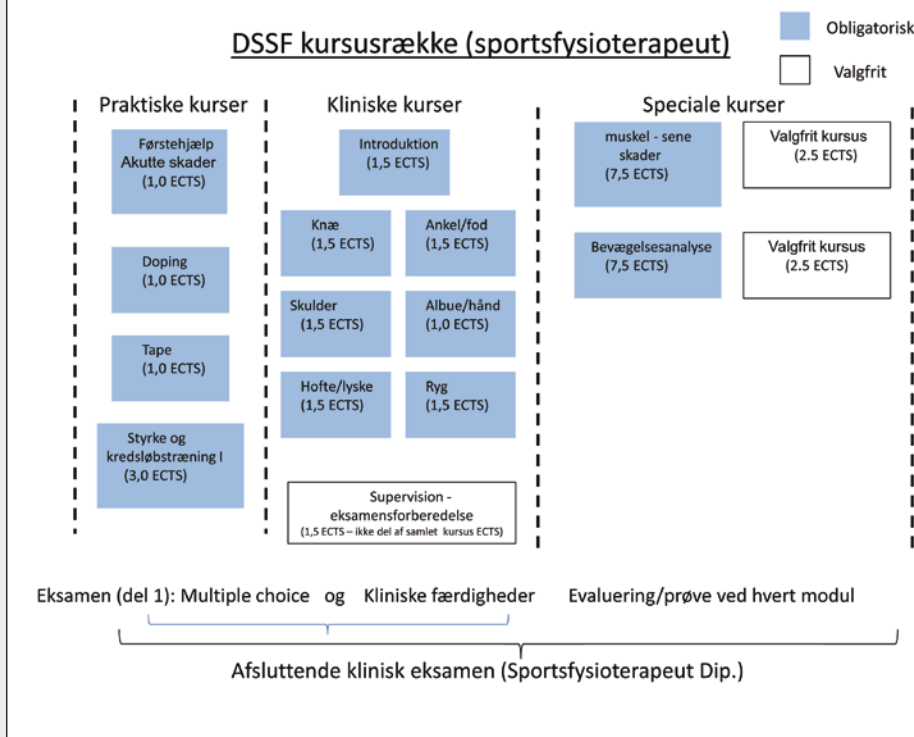 DSSF kursusrække (sportsfysioterapeut)
Obligatorisk
Valgfrit
Praktiske kurser
Førstehjælp
Akutte skader
(1,0 ECTS)
Doping
(1,0 ECTS)
Tape
(1,0 ECTS)
Styrke og
kredsløbstræning I
(3,0 ECTS)
Kliniske kurser
Introduktion
(1,5 ECTS)
Knæ
(1,5 ECTS)
Ankel/fod
(1,5 ECTS)
Skulder
(1,5 ECTS)
Albue/hånd
(1,0 ECTS)
Hofte/lyske
(1,5 ECTS)
Ryg
(1,5 ECTS)
Supervision -
eksamensforberedelse
(1,5 ECTS – ikke del af samlet kursus ECTS)
Speciale kurser
muskel - sene
skader
(7,5 ECTS)
Valgfrit kursus
(2.5 ECTS)
Bevægelsesanalyse
(7,5 ECTS)
Valgfrit kursus
(2.5 ECTS)
Eksamen (del 1): Multiple choice og Kliniske færdigheder Evaluering/prøve ved hvert modul
Afsluttende klinisk eksamen (Sportsfysioterapeut Dip.)